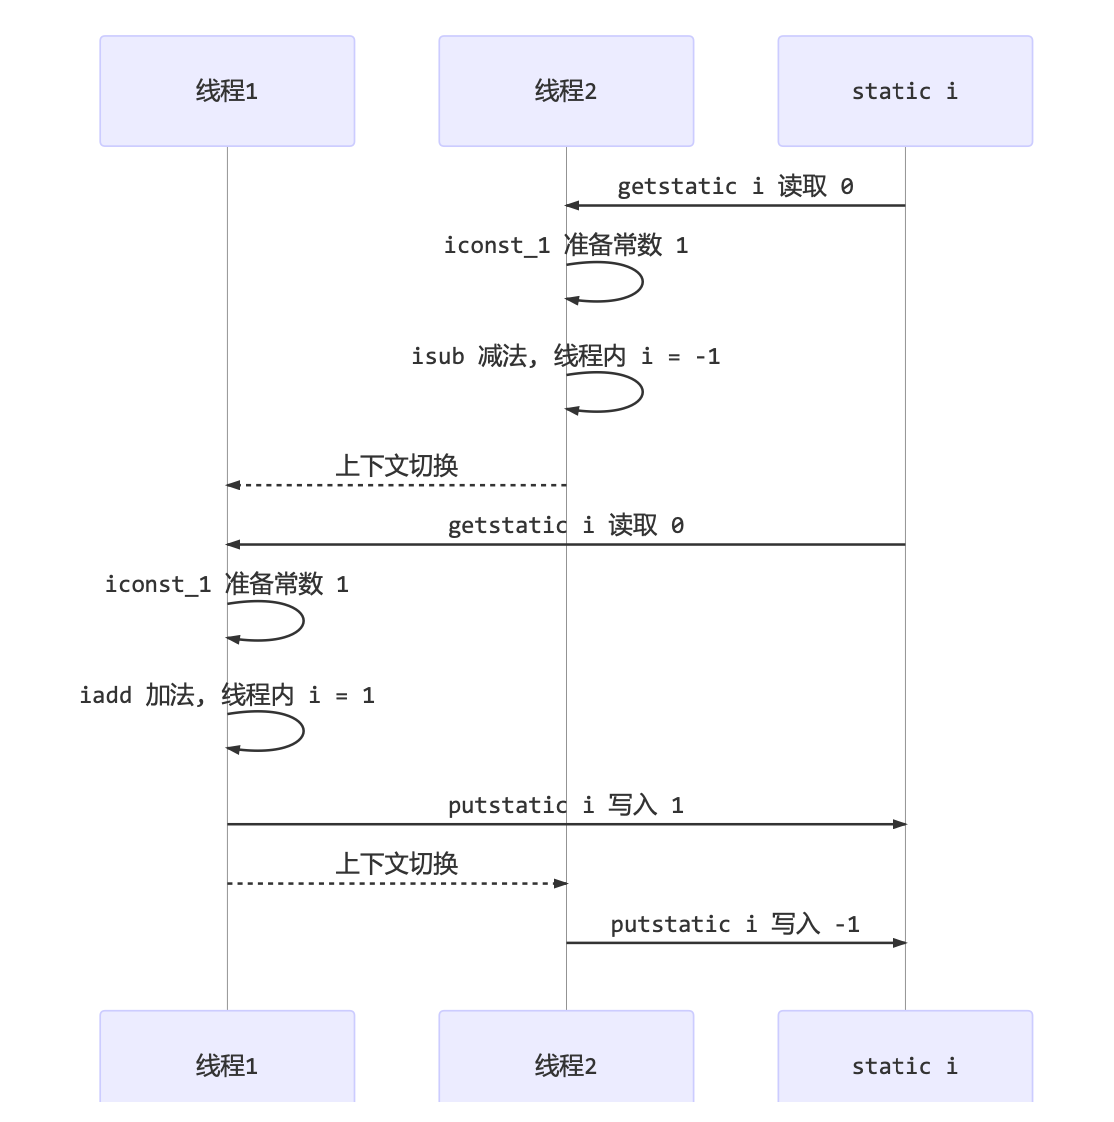 线程1
线程2
static i
getstatic i 读取 0
iconst_1 准备常数 1
isub 减法, 线程内 i = -1
上下文切换
getstatic i 读取 0
iconst_1 准备常数 1
iadd 加法, 线程内 i = 1
putstatic i 写入 1
上下文切换
putstatic i 写入 -1
线程1
线程2
static i